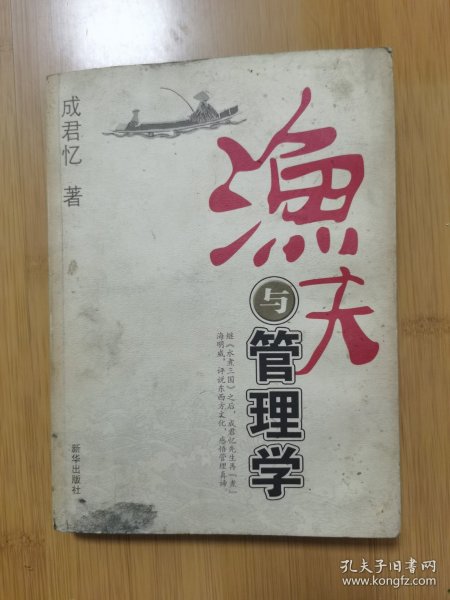 成君忆 著
渔夫
与
管理学
继《水煮三国》之后，成君忆先生再“煮”
海明威，评说东西方文化，感悟管理真谛
新华出版社
孔夫子旧书网
www.kongfz.com